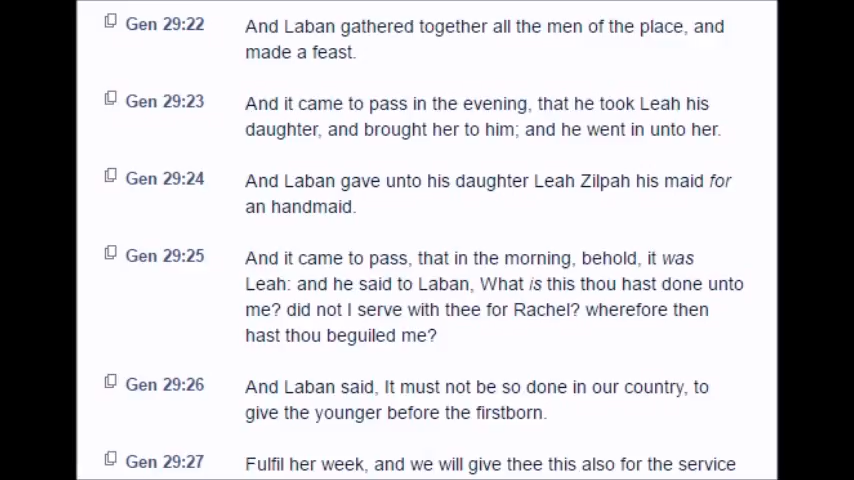 Gen 29:22 And Laban gathered together all the men of the place, and
made a feast.
Gen 29:23 And it came to pass in the evening, that he took Leah his
daughter, and brought her to him; and he went in unto her.
Gen 29:24 And Laban gave unto his daughter Leah Zilpah his maid for
an handmaid.
Gen 29:25 And it came to pass, that in the morning, behold, it was
Leah: and he said to Laban, What is this thou hast done unto
me? did not I serve with thee for Rachel? wherefore then
hast thou beguiled me?
Gen 29:26 And Laban said, It must not be so done in our country, to
give the younger before the firstborn.
Gen 29:27 Fulfil her week, and we will give thee this also for the service